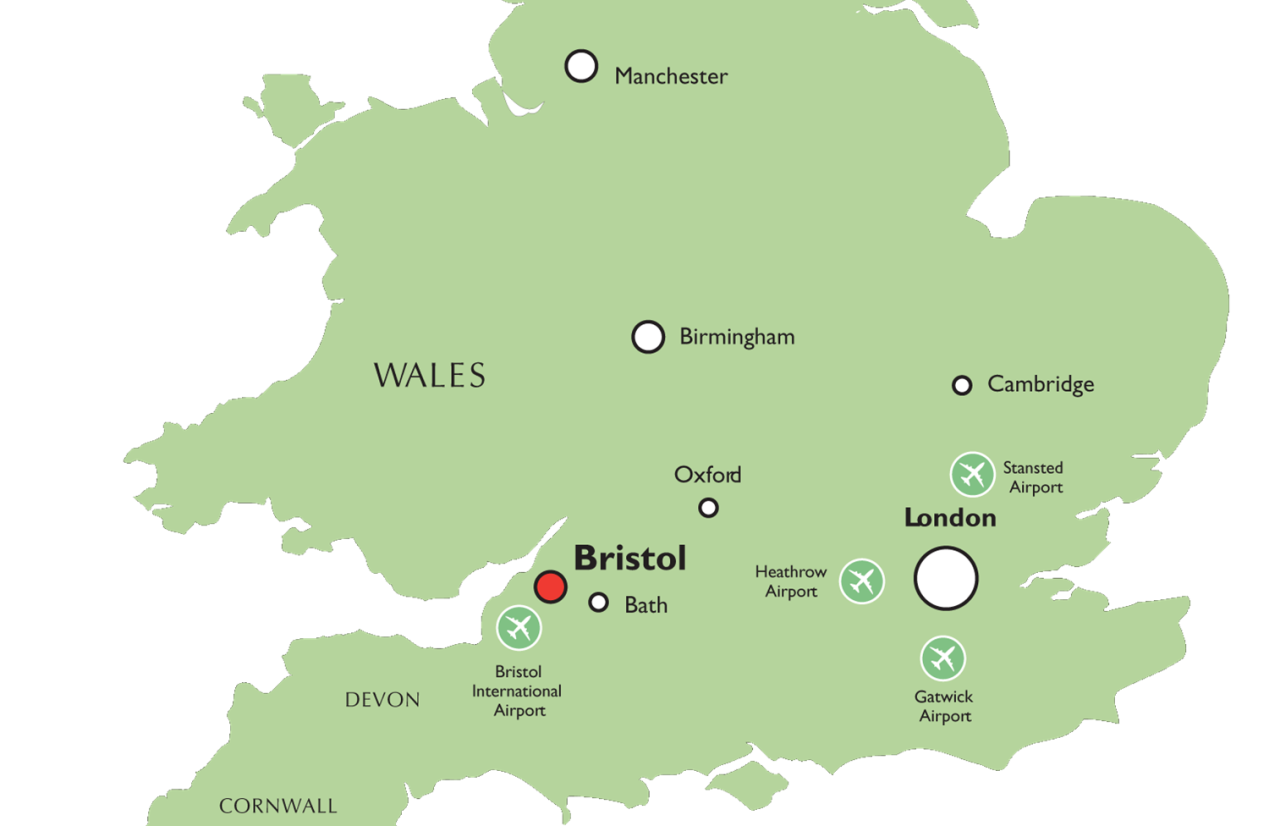 Manchester
Birmingham
WALES
Cambridge
Oxford
Stansted
Airport
London
Bristol
Heathrow
Airport
Bath
Bristol
International
Airport
DEVON
Gatwick
Airport
CORNWALL